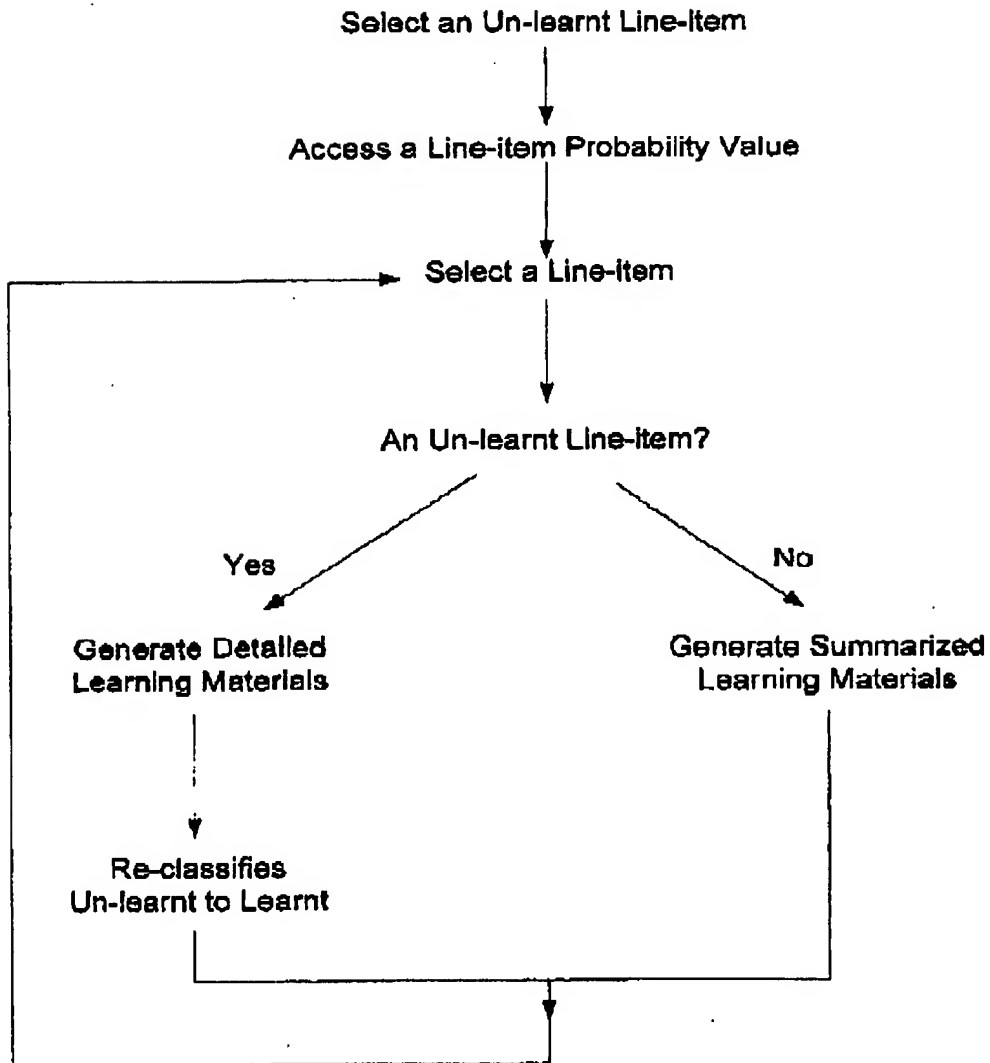 Select an Un-learnt Line-Item
Access a Line-item Probability Value
Select a Line-item
An Un-learnt Line-item?
Yes
No
Generate Detailed
Learning Materials
Generate Summarized
Learning Materials
Re-classifies
Un-learnt to Learnt